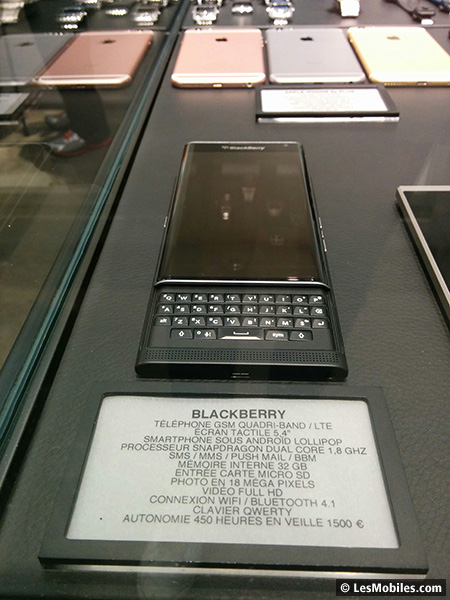 BlackBerry
Q W E R T Y U I O P
A S D F G H J K L
Z X C V B N M
sym
BLACKBERRY
TÉLÉPHONE GSM QUADRI-BAND / LTE
ÉCRAN TACTILE 5,4"
SMARTPHONE SOUS ANDROID LOLLIPOP
PROCESSEUR SNAPDRAGON DUAL CORE 1,8 GHZ
SMS / MMS / PUSH MAIL / BBM
MÉMOIRE INTERNE 32 GB
ENTRÉE CARTE MICRO SD
PHOTO EN 18 MÉGA PIXELS
VIDÉO FULL HD
CONNEXION WIFI / BLUETOOTH 4.1
CLAVIER QWERTY
AUTONOMIE 450 HEURES EN VEILLE 1500 €
© LesMobiles.com